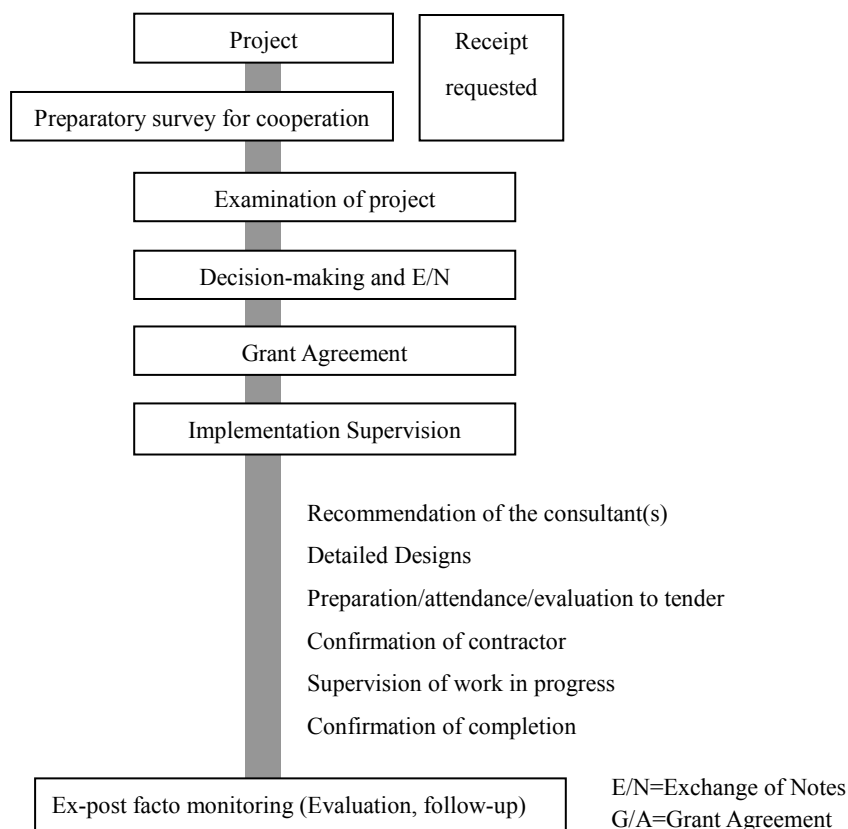 Project
Receipt
requested
Preparatory survey for cooperation
Examination of project
Decision-making and E/N
Grant Agreement
Implementation Supervision
Recommendation of the consultant(s)
Detailed Designs
Preparation/attendance/evaluation to tender
Confirmation of contractor
Supervision of work in progress
Confirmation of completion
Ex-post facto monitoring (Evaluation, follow-up)
E/N=Exchange of Notes
G/A=Grant Agreement